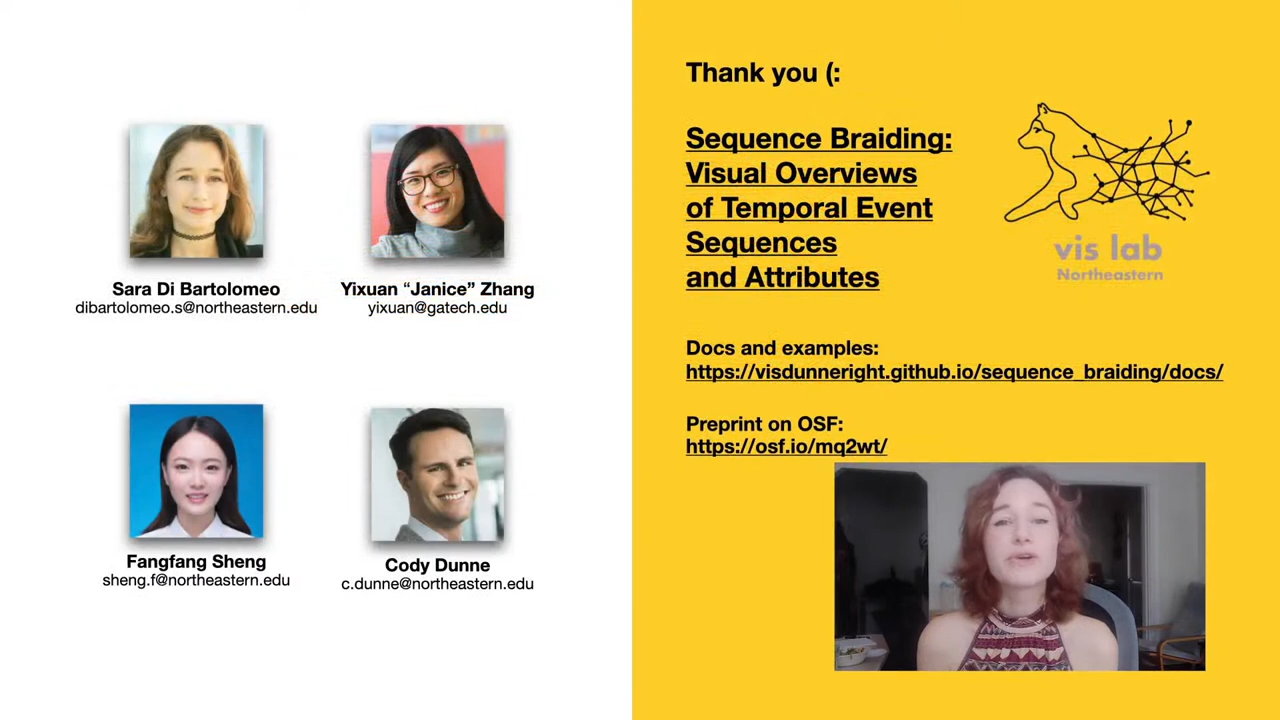 Sara Di Bartolomeo
dibartolomeo.s@northeastern.edu
Yixuan “Janice” Zhang
yixuan@gatech.edu
Fangfang Sheng
sheng.f@northeastern.edu
Cody Dunne
c.dunne@northeastern.edu
Thank you (:
Sequence Braiding:
Visual Overviews
of Temporal Event
Sequences
and Attributes
vis lab
Northeastern
Docs and examples:
https://visdunneright.github.io/sequence_braiding/docs/
Preprint on OSF:
https://osf.io/mq2wt/